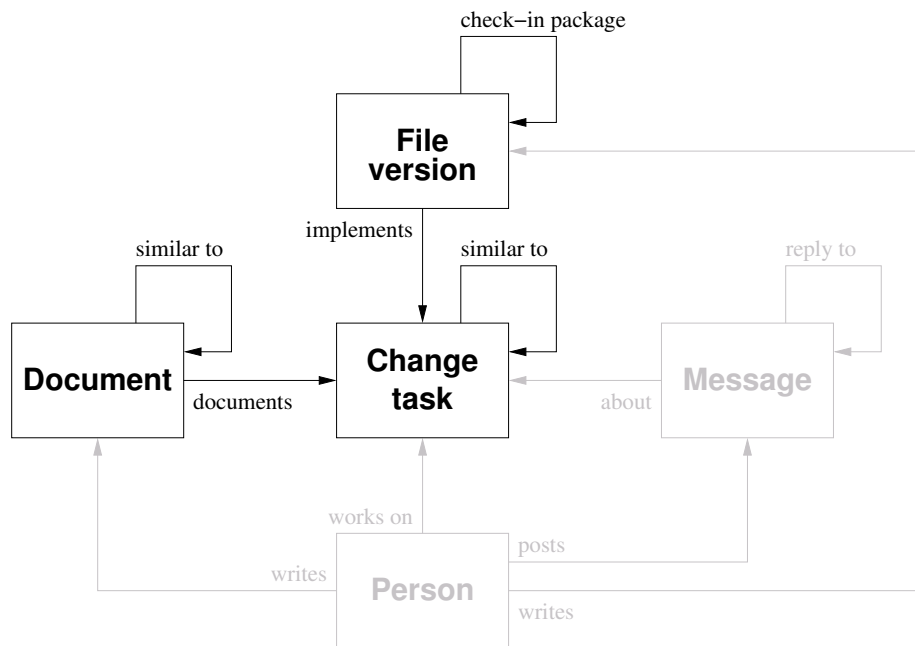 check−in package
File
version
implements
similar to
similar to
reply to
Document
Change
task
Message
documents
about
works on
posts
writes
Person
writes